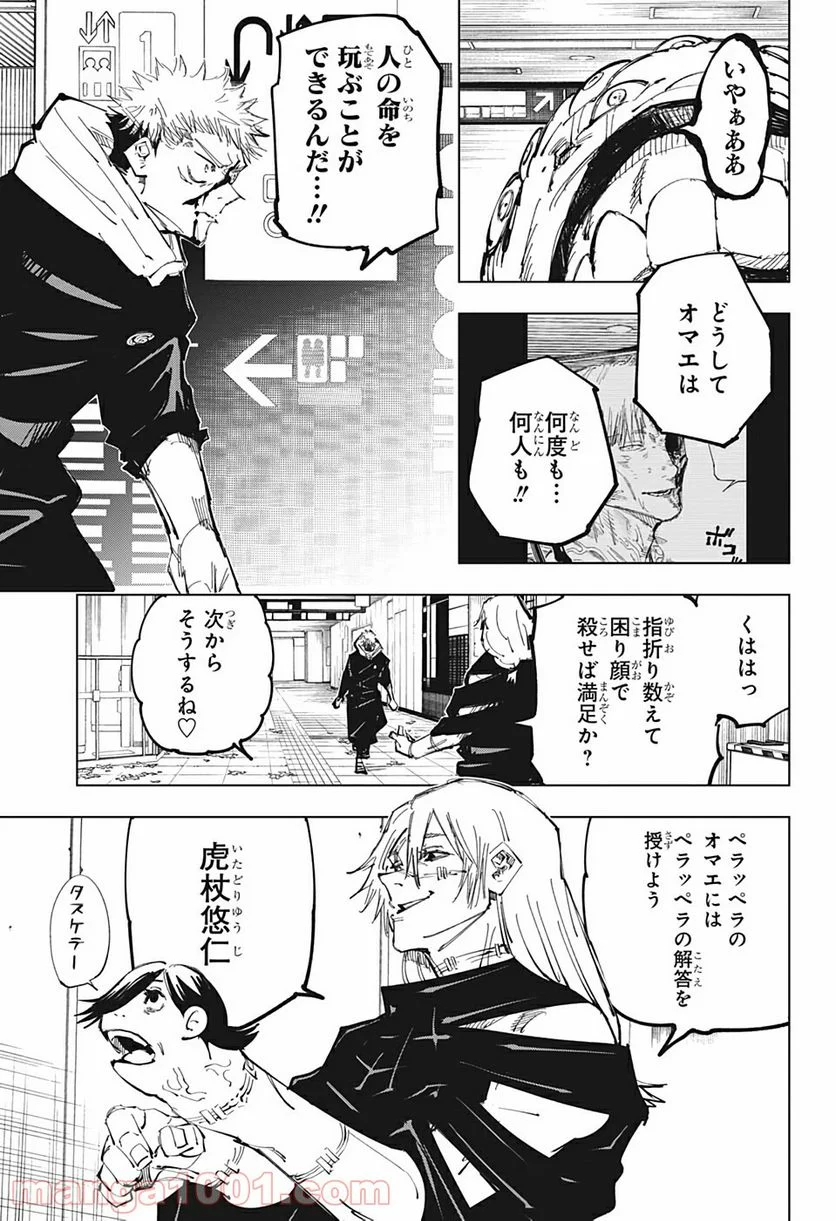 いやぁああ
どうして
オマエは
何度も…
何人も!!
ボコッ
人の命を
玩ぶことが
できるんだ…!!
くははっ
指折り数えて
困り顔で
殺せば満足か?
次から
そうするね♡
ペラッペラの
オマエには
ペラッペラの解答を
授けよう
虎杖悠仁
タスケテー
manga1001.com